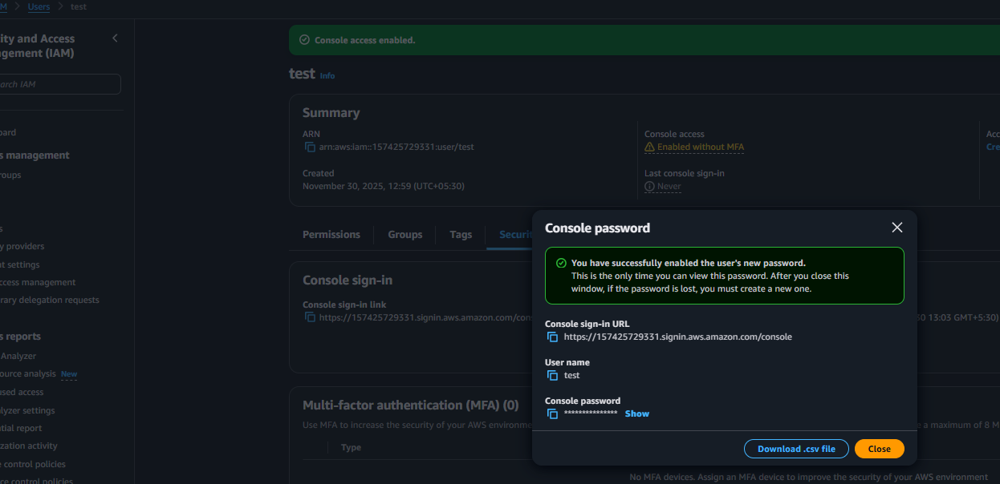 M > Users > test
ity and Access
gement (IAM)
arch IAM
oard
s management
roups
s
y providers
nt settings
ccess management
rary delegation requests
s reports
Analyzer
ource analysis New
sed access
lyzer settings
tial report
zation activity
e control policies
rce control policies
Console access enabled.
test Info
Summary
ARN
arn:aws:iam::157425729331:user/test
Created
November 30, 2025, 12:59 (UTC+05:30)
Console access
Enabled without MFA
Last console sign-in
Never
Acc
Cre
Permissions
Groups
Tags
Securit
Console sign-in
Console sign-in link
https://157425729331.signin.aws.amazon.com/con
30 13:03 GMT+5:30)
Multi-factor authentication (MFA) (0)
Use MFA to increase the security of your AWS environme
e a maximum of 8 M
Type
No MFA devices. Assign an MFA device to improve the security of your AWS environment
Console password
You have successfully enabled the user's new password.
This is the only time you can view this password. After you close this
window, if the password is lost, you must create a new one.
Console sign-in URL
https://157425729331.signin.aws.amazon.com/console
User name
test
Console password
*************** Show
Download .csv file
Close